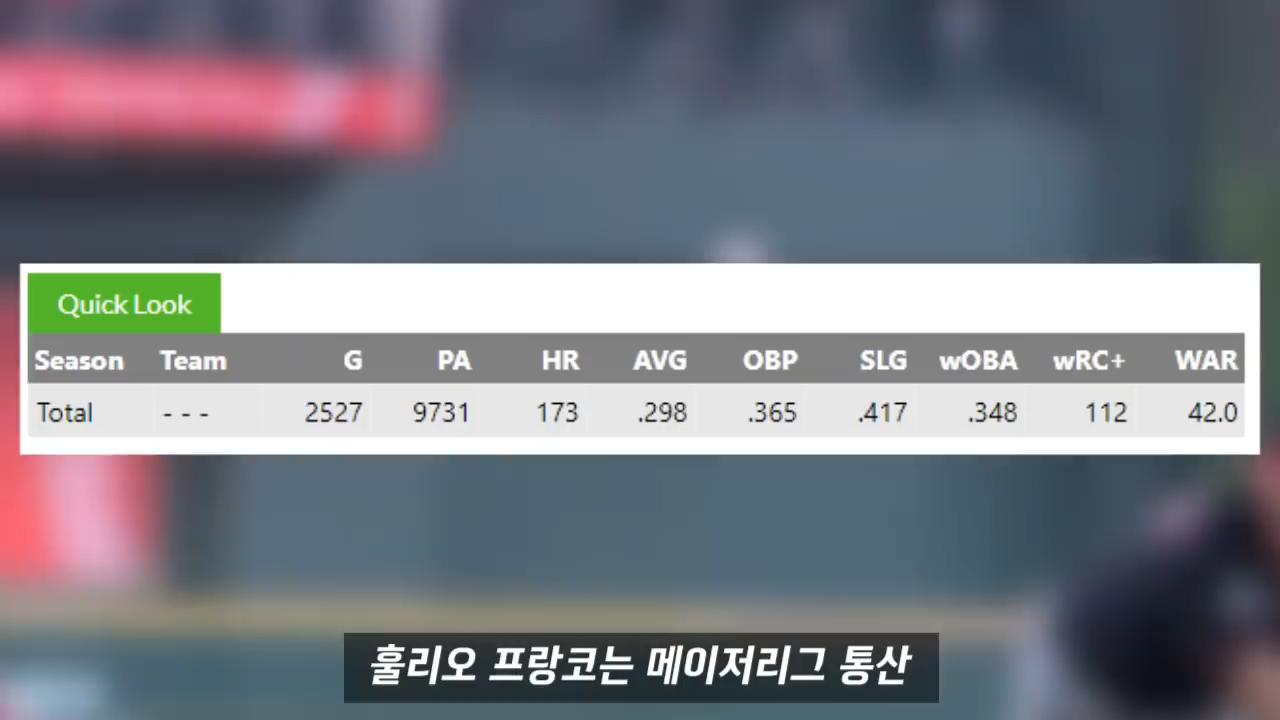 Quick Look
Season Team G PA HR AVG OBP SLG wOBA wRC+ WAR
Total - - - 2527 9731 173 .298 .365 .417 .348 112 42.0
훌리오 프랑코는 메이저리그 통산